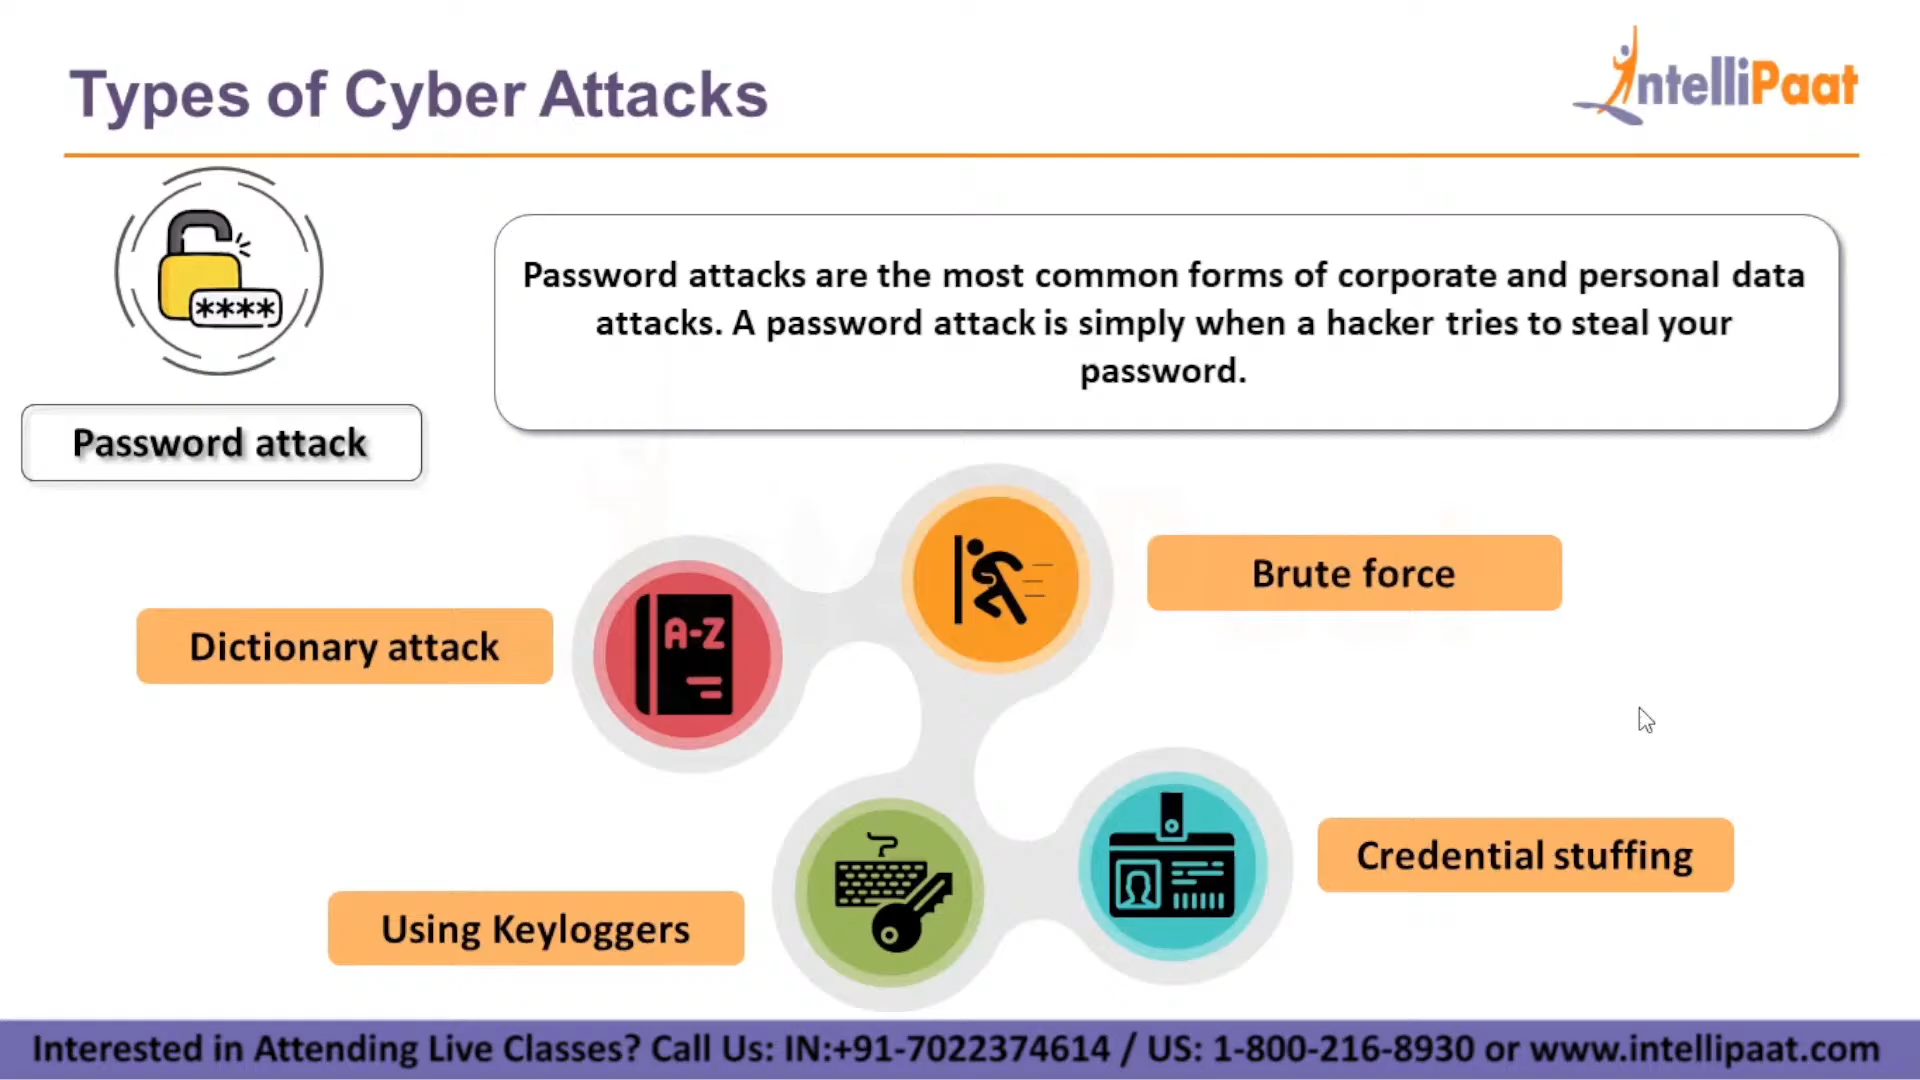 Types of Cyber Attacks
IntelliPaat
****
Password attack
Password attacks are the most common forms of corporate and personal data
attacks. A password attack is simply when a hacker tries to steal your
password.
Brute force
Dictionary attack
A-Z
Credential stuffing
Using Keyloggers
Interested in Attending Live Classes? Call Us: IN:+91-7022374614 / US: 1-800-216-8930 or www.intellipaat.com